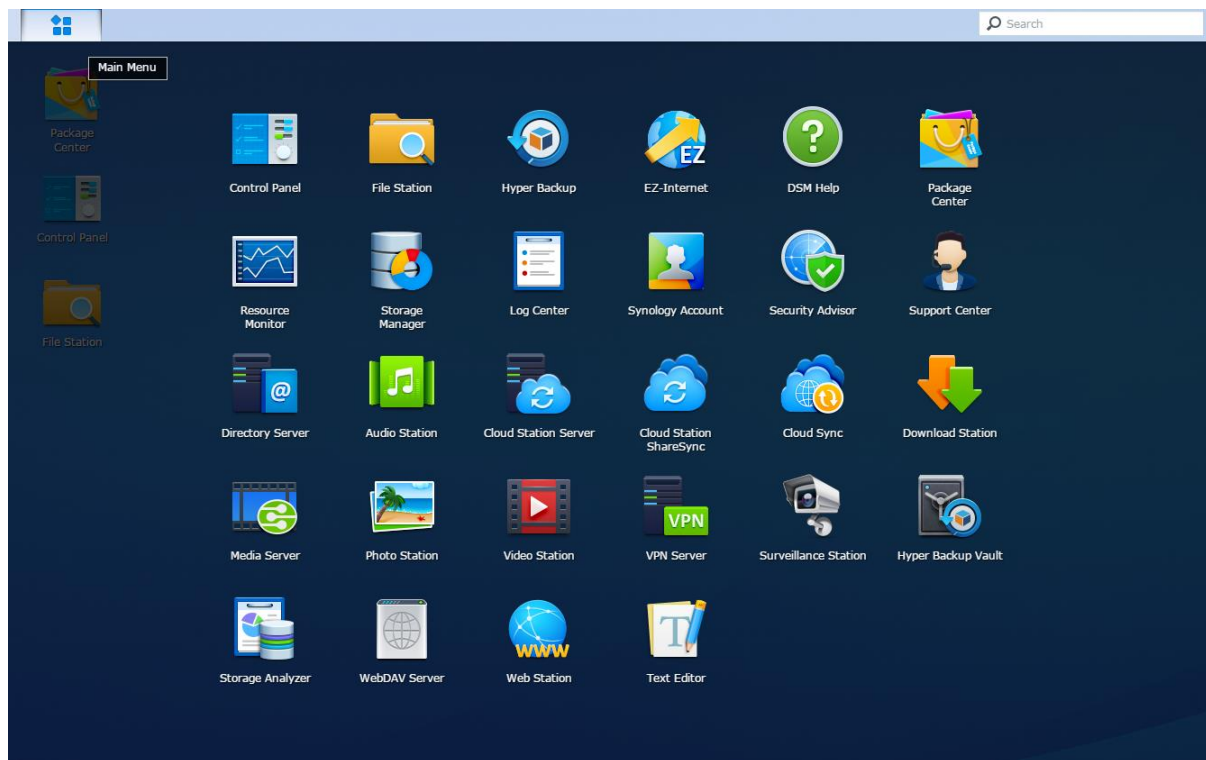 Search
Main Menu
Package
Center
Control Panel
File Station
Control Panel
File Station
Hyper Backup
EZ
EZ-Internet
?
DSM Help
Package
Center
Resource
Monitor
Storage
Manager
Log Center
Synology Account
Security Advisor
Support Center
@
Directory Server
Audio Station
Cloud Station Server
Cloud Station
ShareSync
Cloud Sync
Download Station
Media Server
Photo Station
Video Station
VPN
VPN Server
Surveillance Station
Hyper Backup Vault
Storage Analyzer
WebDAV Server
WWW
Web Station
T
Text Editor